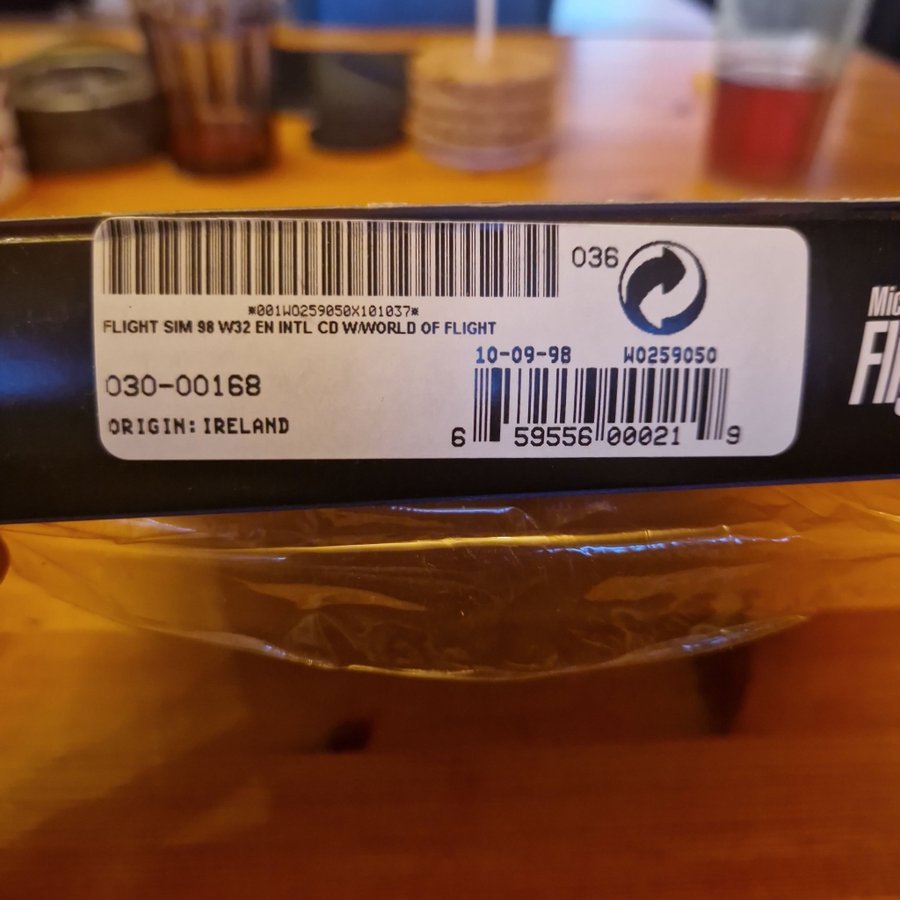 036
*001W0259050X101037*
FLIGHT SIM 98 W32 EN INTL CD W/WORLD OF FLIGHT
10-09-98 W0259050
030-00168
ORIGIN: IRELAND
6 59556 00021 9